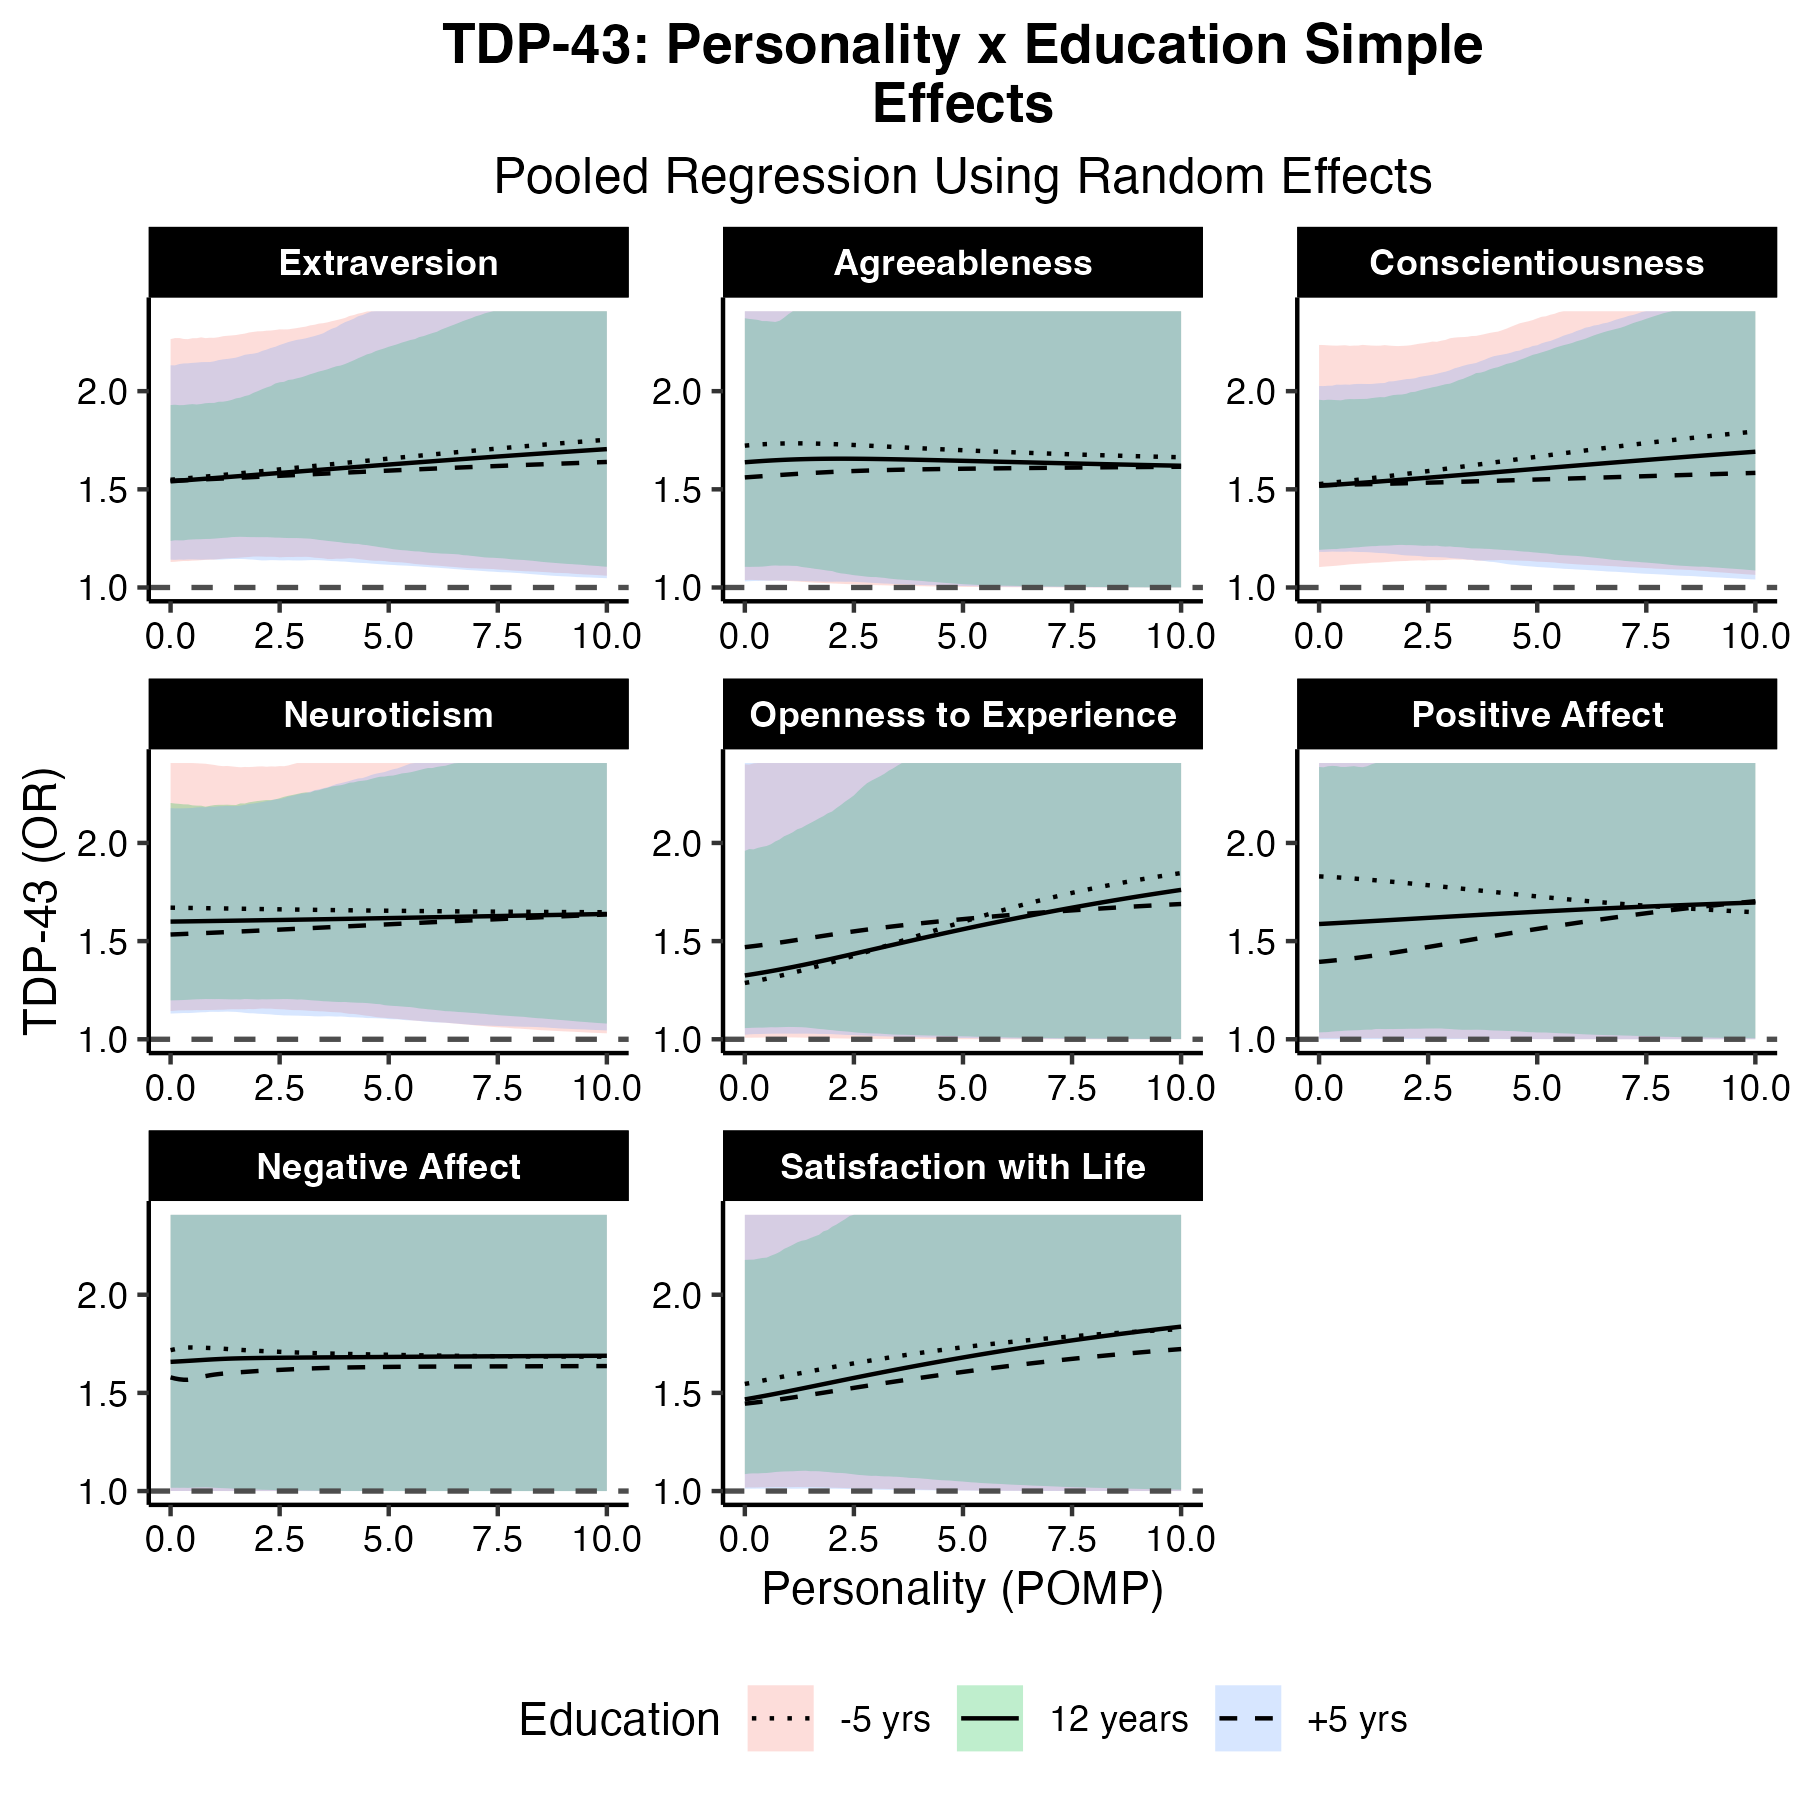 TDP-43: Personality x Education Simple
Effects
Pooled Regression Using Random Effects
Extraversion
Agreeableness
Conscientiousness
2.0
1.5
1.0
2.0
1.5
1.0
2.0
1.5
1.0
0.0 2.5 5.0 7.5 10.0
0.0 2.5 5.0 7.5 10.0
0.0 2.5 5.0 7.5 10.0
Neuroticism
Openness to Experience
Positive Affect
TDP-43 (OR)
2.0
1.5
1.0
2.0
1.5
1.0
2.0
1.5
1.0
0.0 2.5 5.0 7.5 10.0
0.0 2.5 5.0 7.5 10.0
0.0 2.5 5.0 7.5 10.0
Negative Affect
Satisfaction with Life
2.0
1.5
1.0
2.0
1.5
1.0
0.0 2.5 5.0 7.5 10.0
0.0 2.5 5.0 7.5 10.0
Personality (POMP)
Education -5 yrs 12 years +5 yrs